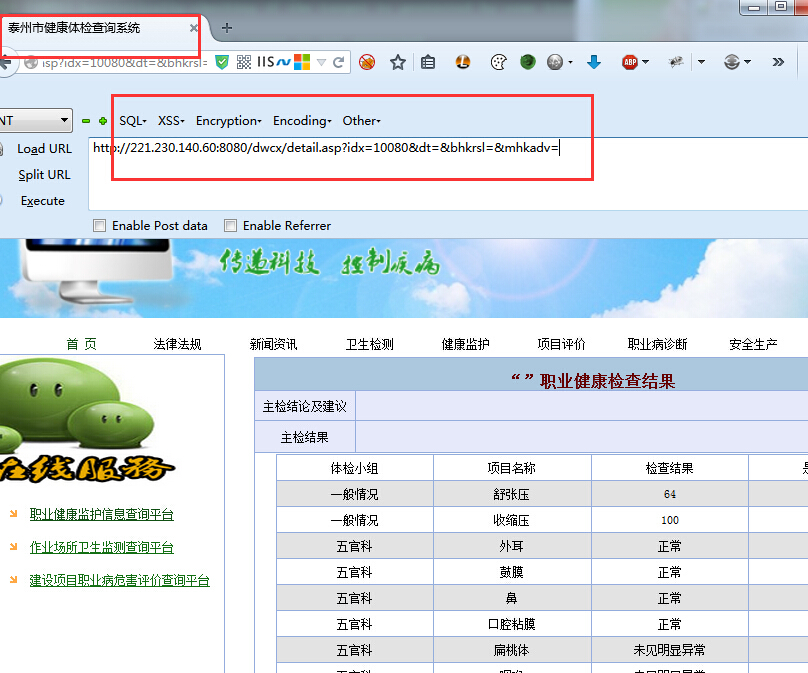 泰州市健康体检查询系统
isp?idx=10080&dt=&bhkrsl=
IIS
ABP
NT
SQL
XSS
Encryption
Encoding
Other
Load URL
http://221.230.140.60:8080/dwcx/detail.asp?idx=10080&dt=&bhkrsl=&mhkadv=
Split URL
Execute
Enable Post data
Enable Referrer
传递科技 控制疾病
首 页
法律法规
新闻资讯
卫生检测
健康监护
项目评价
职业病诊断
安全生产
“ ” 职业健康检查结果
主检结论及建议
主检结果
在线服務
职业健康监护信息查询平台
作业场所卫生监测查询平台
建设项目职业病危害评价查询平台
体检小组 项目名称 检查结果
一般情况 舒张压 64
一般情况 收缩压 100
五官科 外耳 正常
五官科 鼓膜 正常
五官科 鼻 正常
五官科 口腔粘膜 正常
五官科 扁桃体 未见明显异常